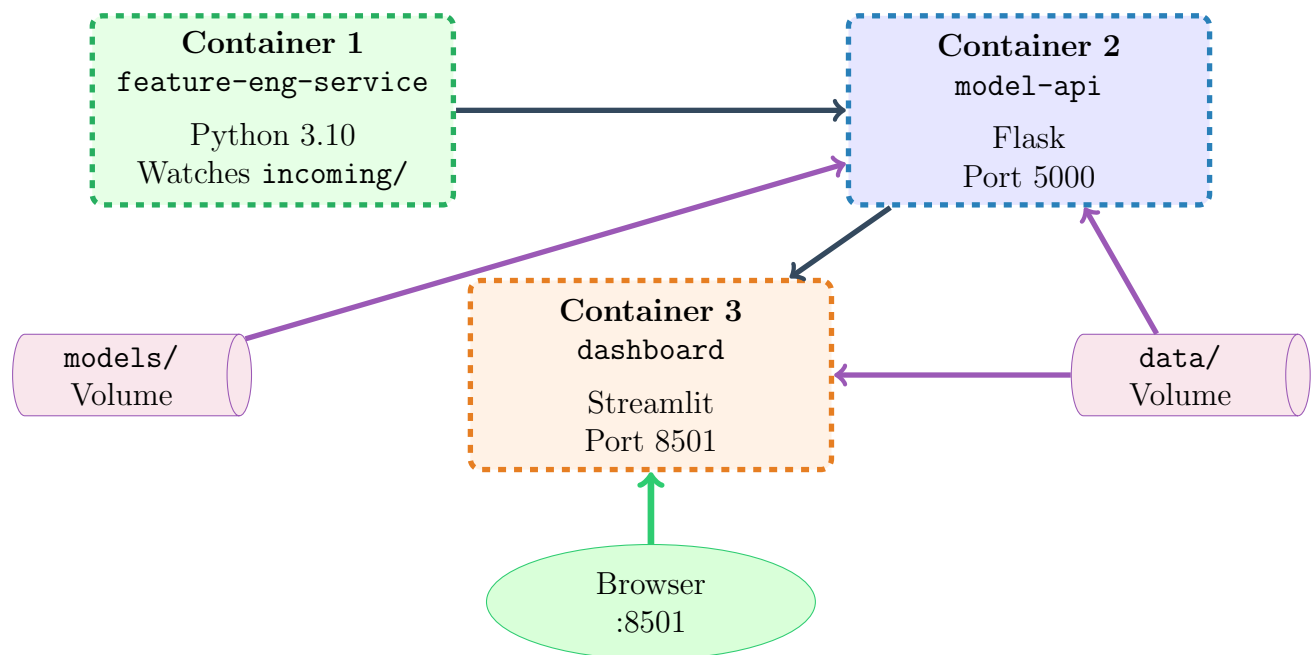 Container 1
feature-eng-service
Python 3.10
Watches incoming/
Container 2
model-api
Flask
Port 5000
Container 3
dashboard
Streamlit
Port 8501
models/
Volume
data/
Volume
Browser
:8501